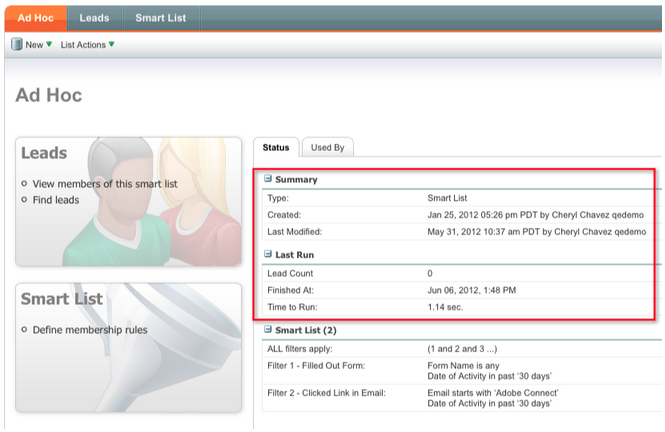 Ad Hoc Leads Smart List
New List Actions
Ad Hoc
Leads
View members of this smart list
Find leads
Smart List
Define membership rules
Status Used By
Summary
Type: Smart List
Created: Jan 25, 2012 05:26 pm PDT by Cheryl Chavez qedemo
Last Modified: May 31, 2012 10:37 am PDT by Cheryl Chavez qedemo
Last Run
Lead Count 0
Finished At: Jun 06, 2012, 1:48 PM
Time to Run: 1.14 sec.
Smart List (2)
ALL filters apply: (1 and 2 and 3 ...)
Filter 1 - Filled Out Form: Form Name is any
Date of Activity in past '30 days'
Filter 2 - Clicked Link in Email: Email starts with 'Adobe Connect'
Date of Activity in past '30 days'